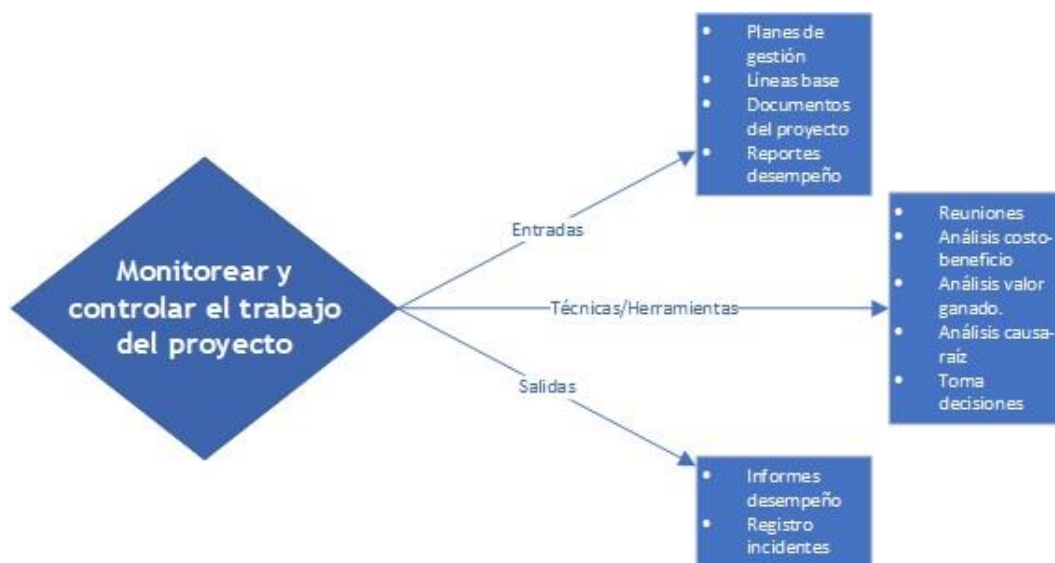 Monitorear y
controlar el trabajo
del proyecto
Entradas
• Planes de
gestión
• Líneas base
• Documentos
del proyecto
• Reportes
desempeño
Técnicas/Herramientas
• Reuniones
• Análisis costo-
beneficio
• Análisis valor
ganado.
• Análisis causa-
raíz
• Toma
decisiones
Salidas
• Informes
desempeño
• Registro
incidentes